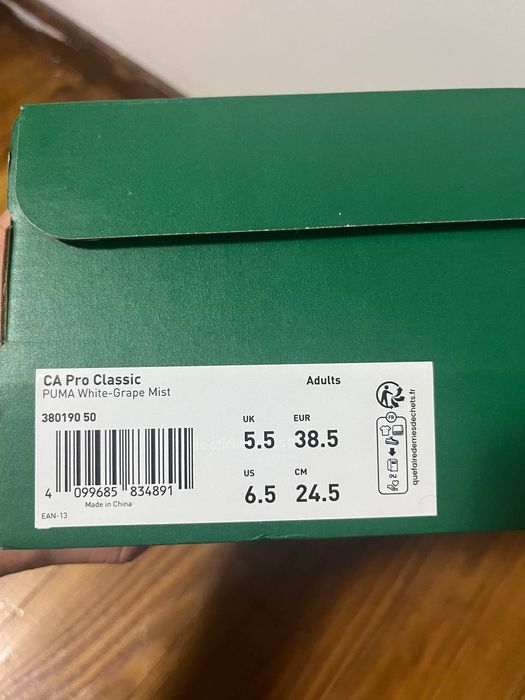 CA Pro Classic
Adults
PUMA White-Grape Mist
380190 50
UK
EUR
5.5
38.5
US
CM
6.5
24.5
4 099685 834891
Made in China
EAN-13
FR
quefairedemesdechets.fr